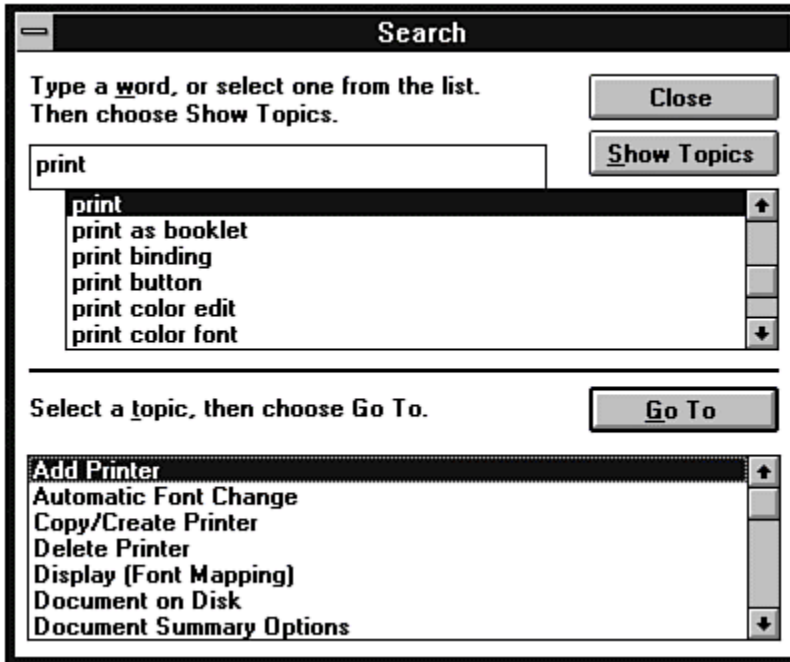 Search
Type a word, or select one from the list.
Then choose Show Topics.
Close
Show Topics
print
print
print as booklet
print binding
print button
print color edit
print color font
Select a topic, then choose Go To.
Go To
Add Printer
Automatic Font Change
Copy/Create Printer
Delete Printer
Display (Font Mapping)
Document on Disk
Document Summary Options